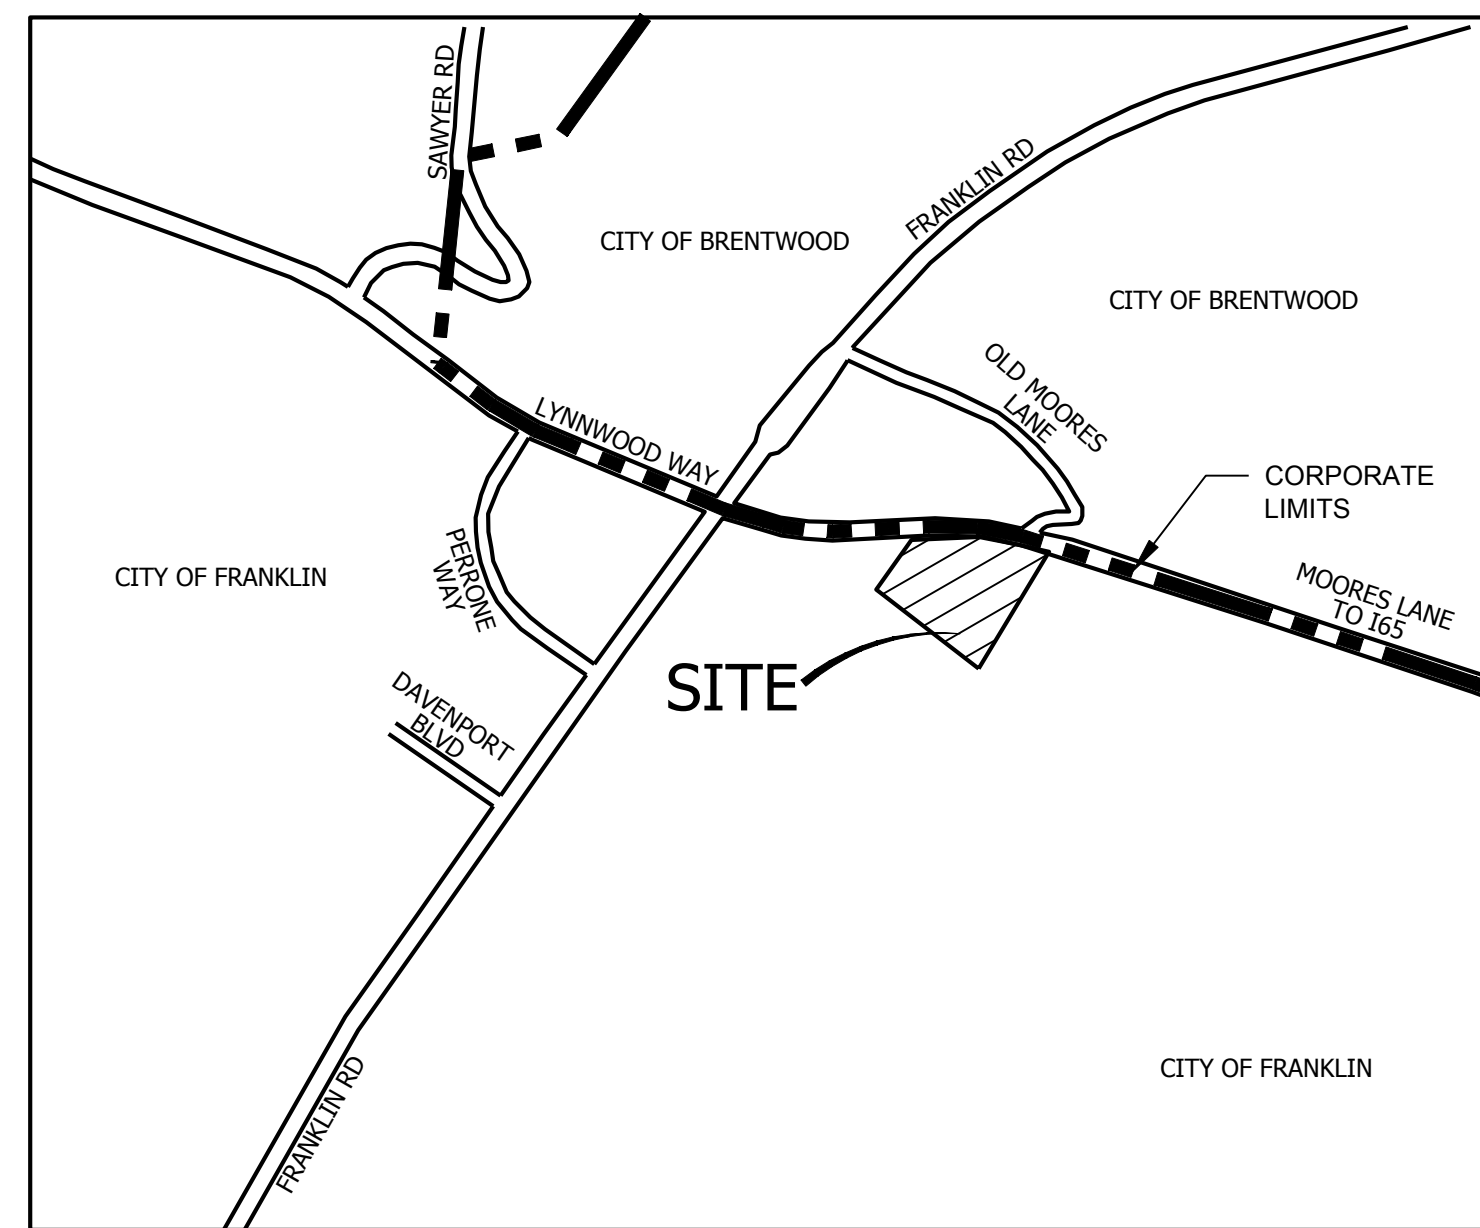 SAWYER RD
FRANKLIN RD
CITY OF BRENTWOOD
CITY OF BRENTWOOD
OLD MOORES
LANE
LYNNWOOD WAY
CORPORATE
LIMITS
PERRONE
WAY
CITY OF FRANKLIN
MOORES LANE
TO I65
SITE
DAVENPORT
BLVD
CITY OF FRANKLIN
FRANKLIN RD